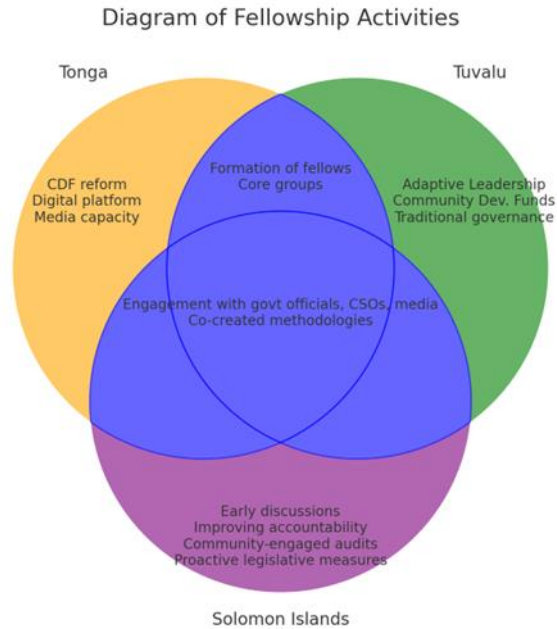 Diagram of Fellowship Activities
Tonga
Tuvalu
Formation of fellows
Core groups
CDF reform
Digital platform
Media capacity
Adaptive Leadership
Community Dev. Funds
Traditional governance
Engagement with govt officials, CSOs, media
Co-created methodologies
Early discussions
Improving accountability
Community-engaged audits
Proactive legislative measures
Solomon Islands